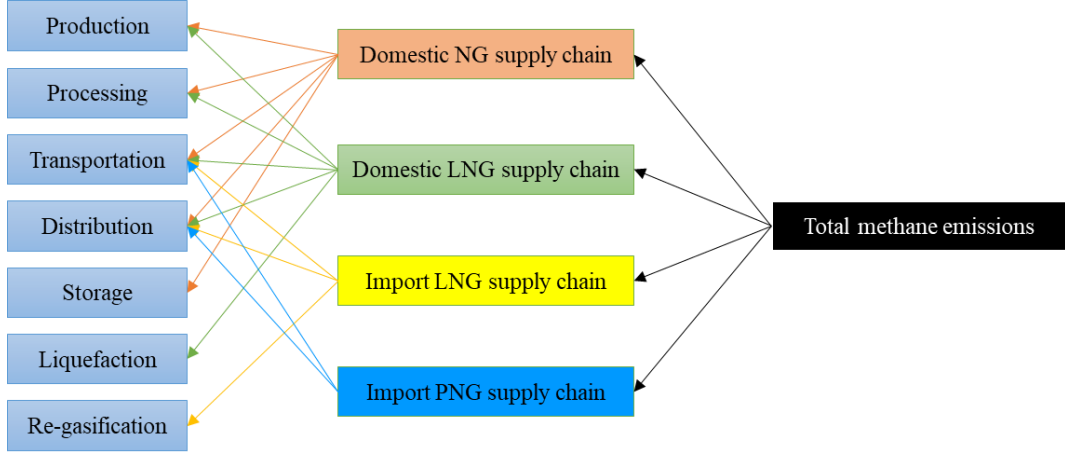 Production
Processing
Transportation
Distribution
Storage
Liquefaction
Re-gasification
Domestic NG supply chain
Domestic LNG supply chain
Import LNG supply chain
Import PNG supply chain
Total methane emissions